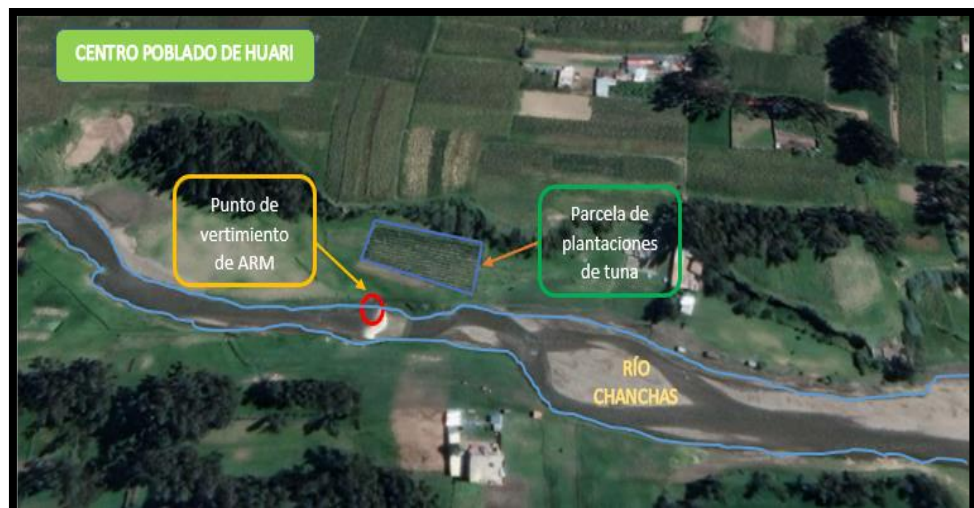 CENTRO POBLADO DE HUARI
Punto de
vertimiento
de ARM
Parcela de
plantaciones
de tuna
RÍO
CHANCHAS